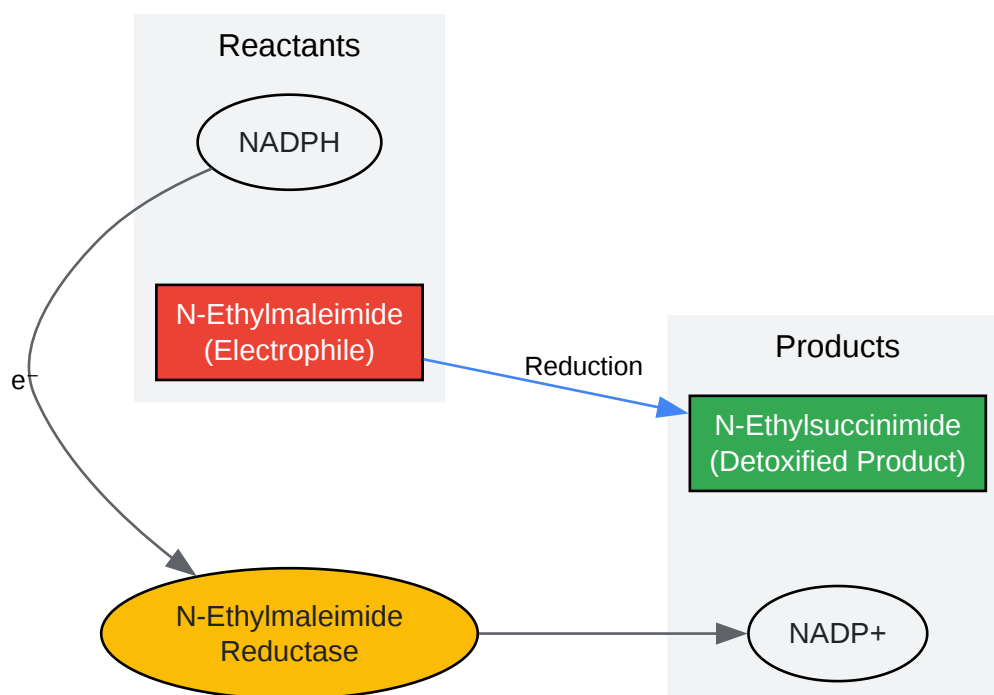 Reactants
NADPH
N-Ethylmaleimide
(Electrophile)
Reduction
Products
e⁻
N-Ethylsuccinimide
(Detoxified Product)
N-Ethylmaleimide
Reductase
NADP+